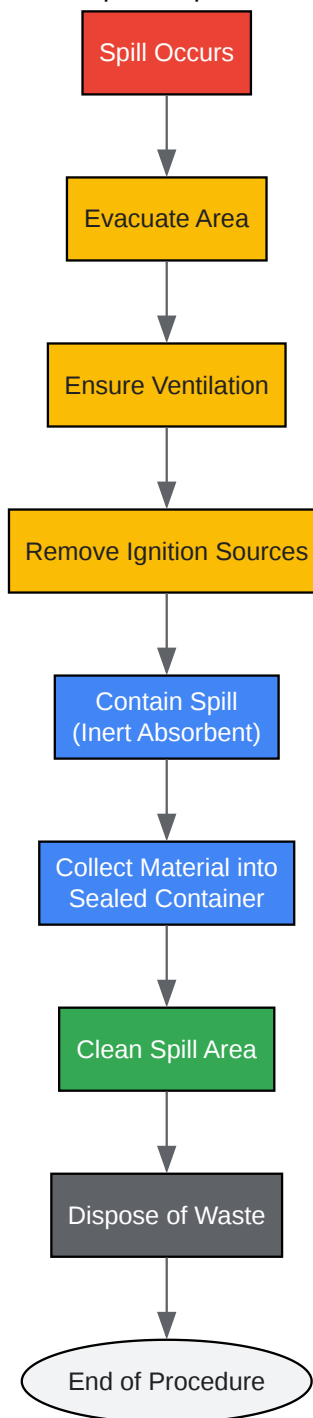 Spill Occurs
Evacuate Area
Ensure Ventilation
Remove Ignition Sources
Contain Spill
(Inert Absorbent)
Collect Material into
Sealed Container
Clean Spill Area
Dispose of Waste
End of Procedure